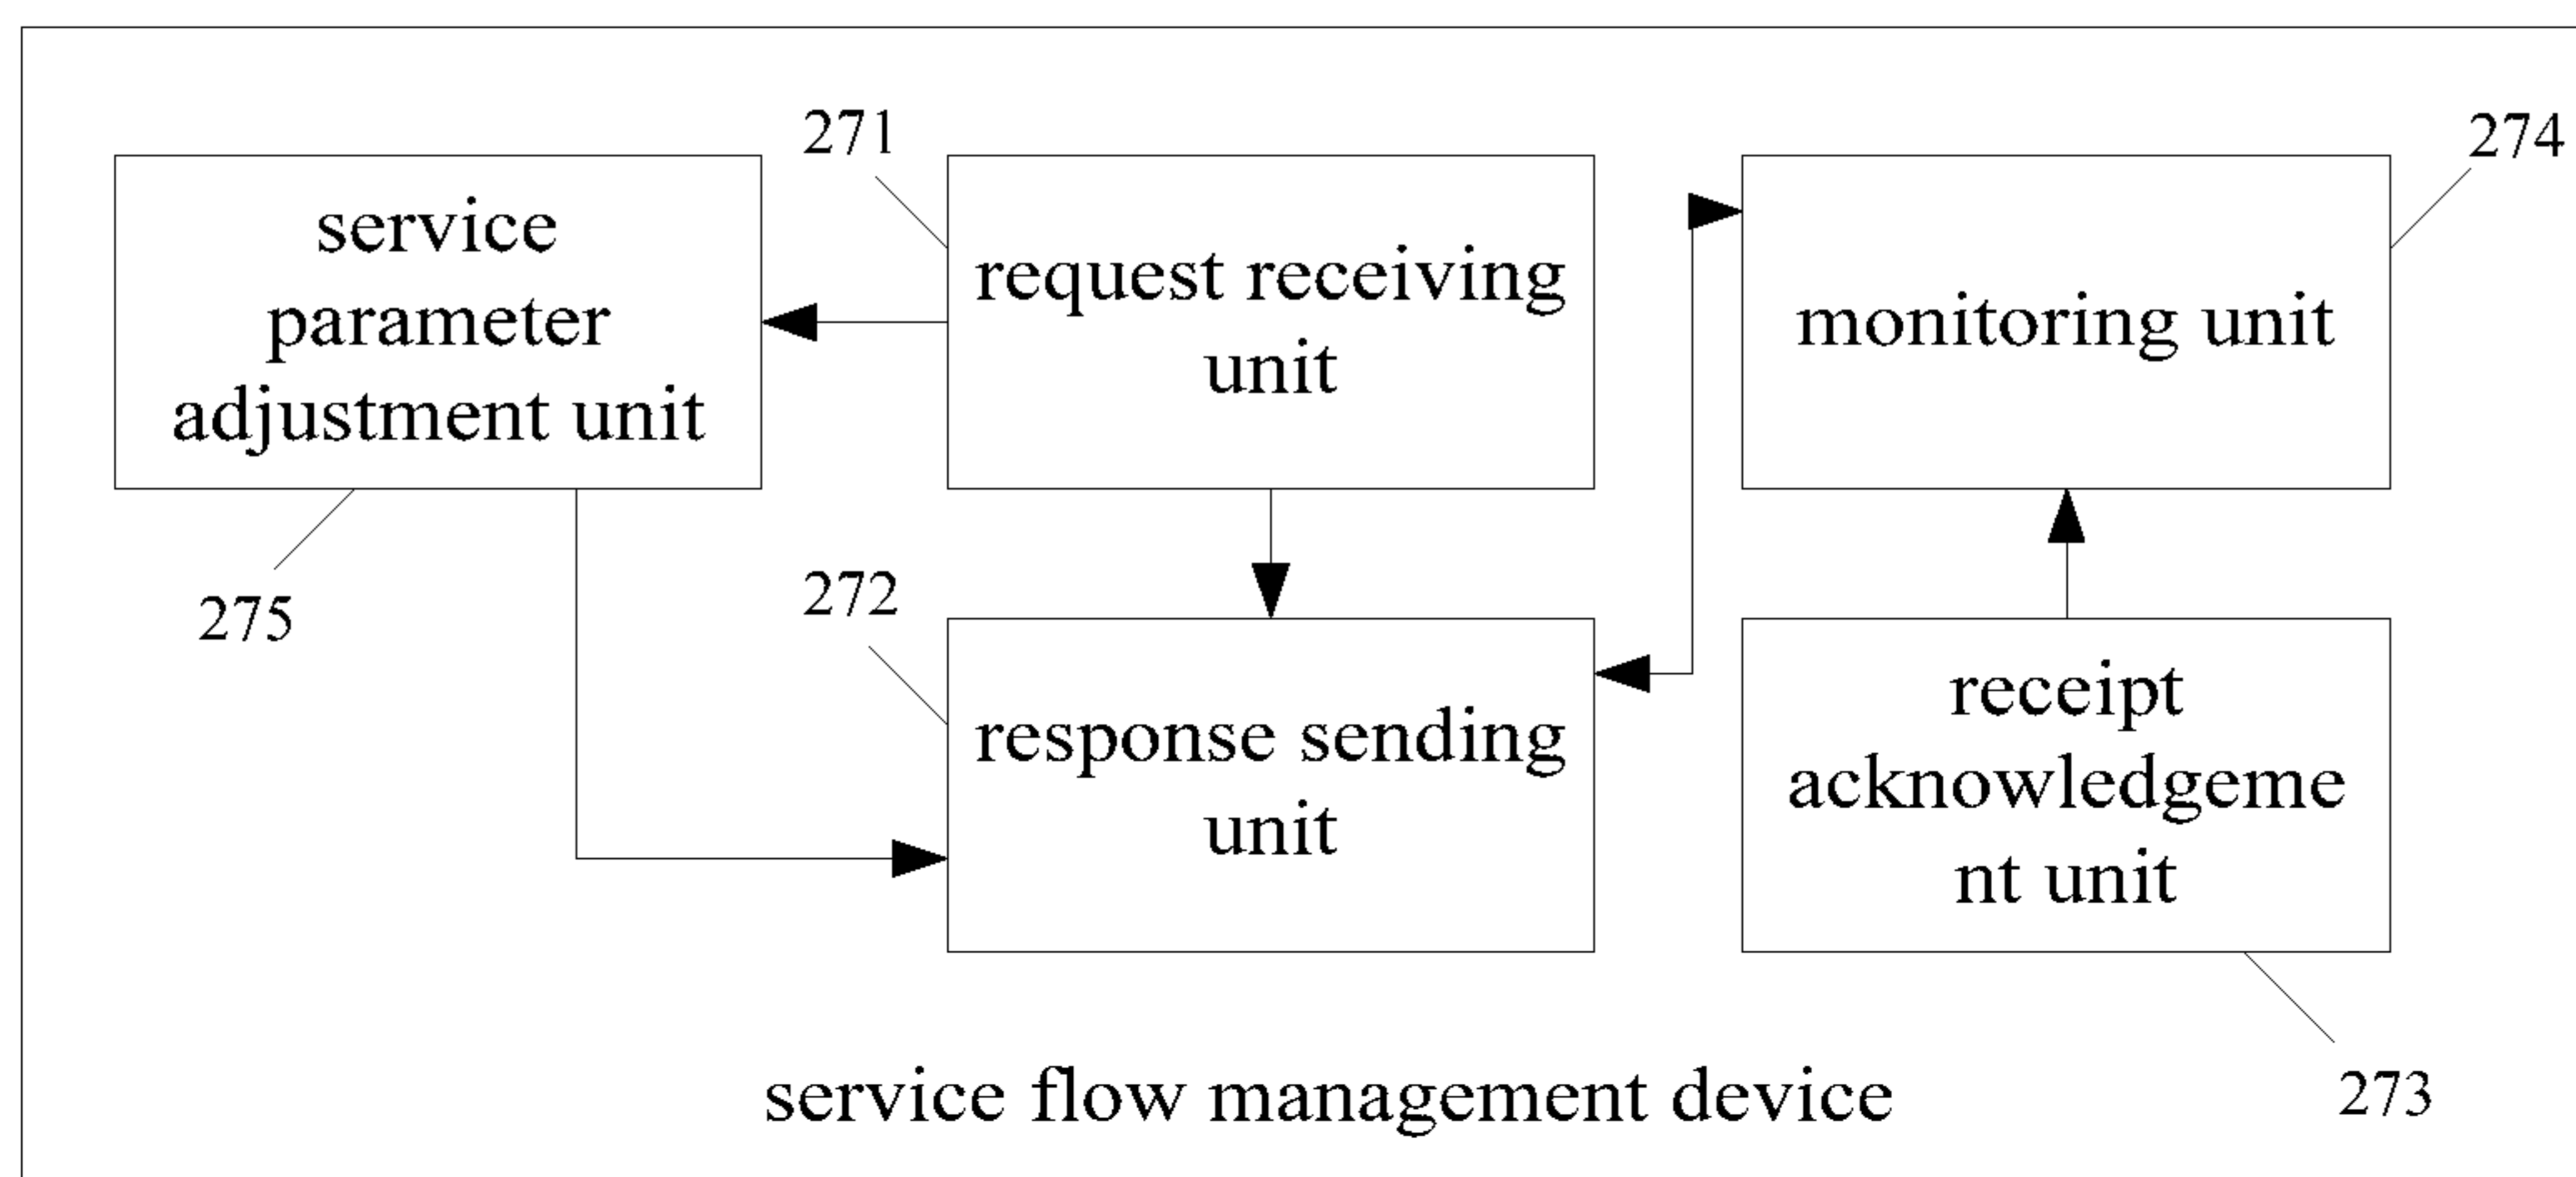 271
274
service
parameter
adjustment unit
request receiving
unit
monitoring unit
275
272
response sending
unit
receipt
acknowledgeme
nt unit
service flow management device
273